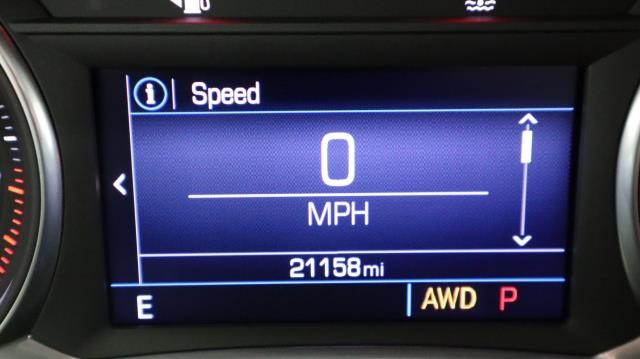 Speed
0
MPH
21158mi
E AWD P